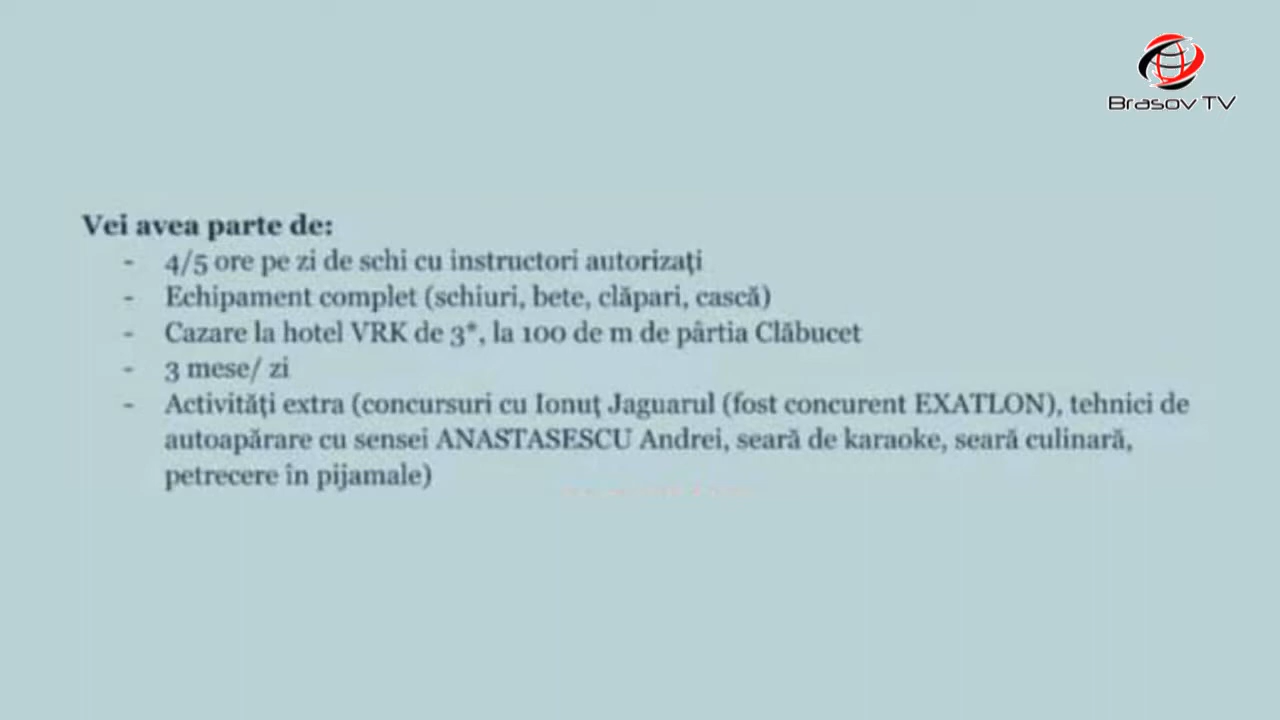 Brasov TV
Vei avea parte de:
- 4/5 ore pe zi de schi cu instructori autorizați
- Echipament complet (schiuri, bete, clăpari, cască)
- Cazare la hotel VRK de 3*, la 100 de m de pârtia Clăbucet
- 3 mese/ zi
- Activităţi extra (concursuri cu Ionuţ Jaguarul (fost concurent EXATLON), tehnici de
autoapărare cu sensei ANASTASESCU Andrei, seară de karaoke, seară culinară,
petrecere în pijamale)